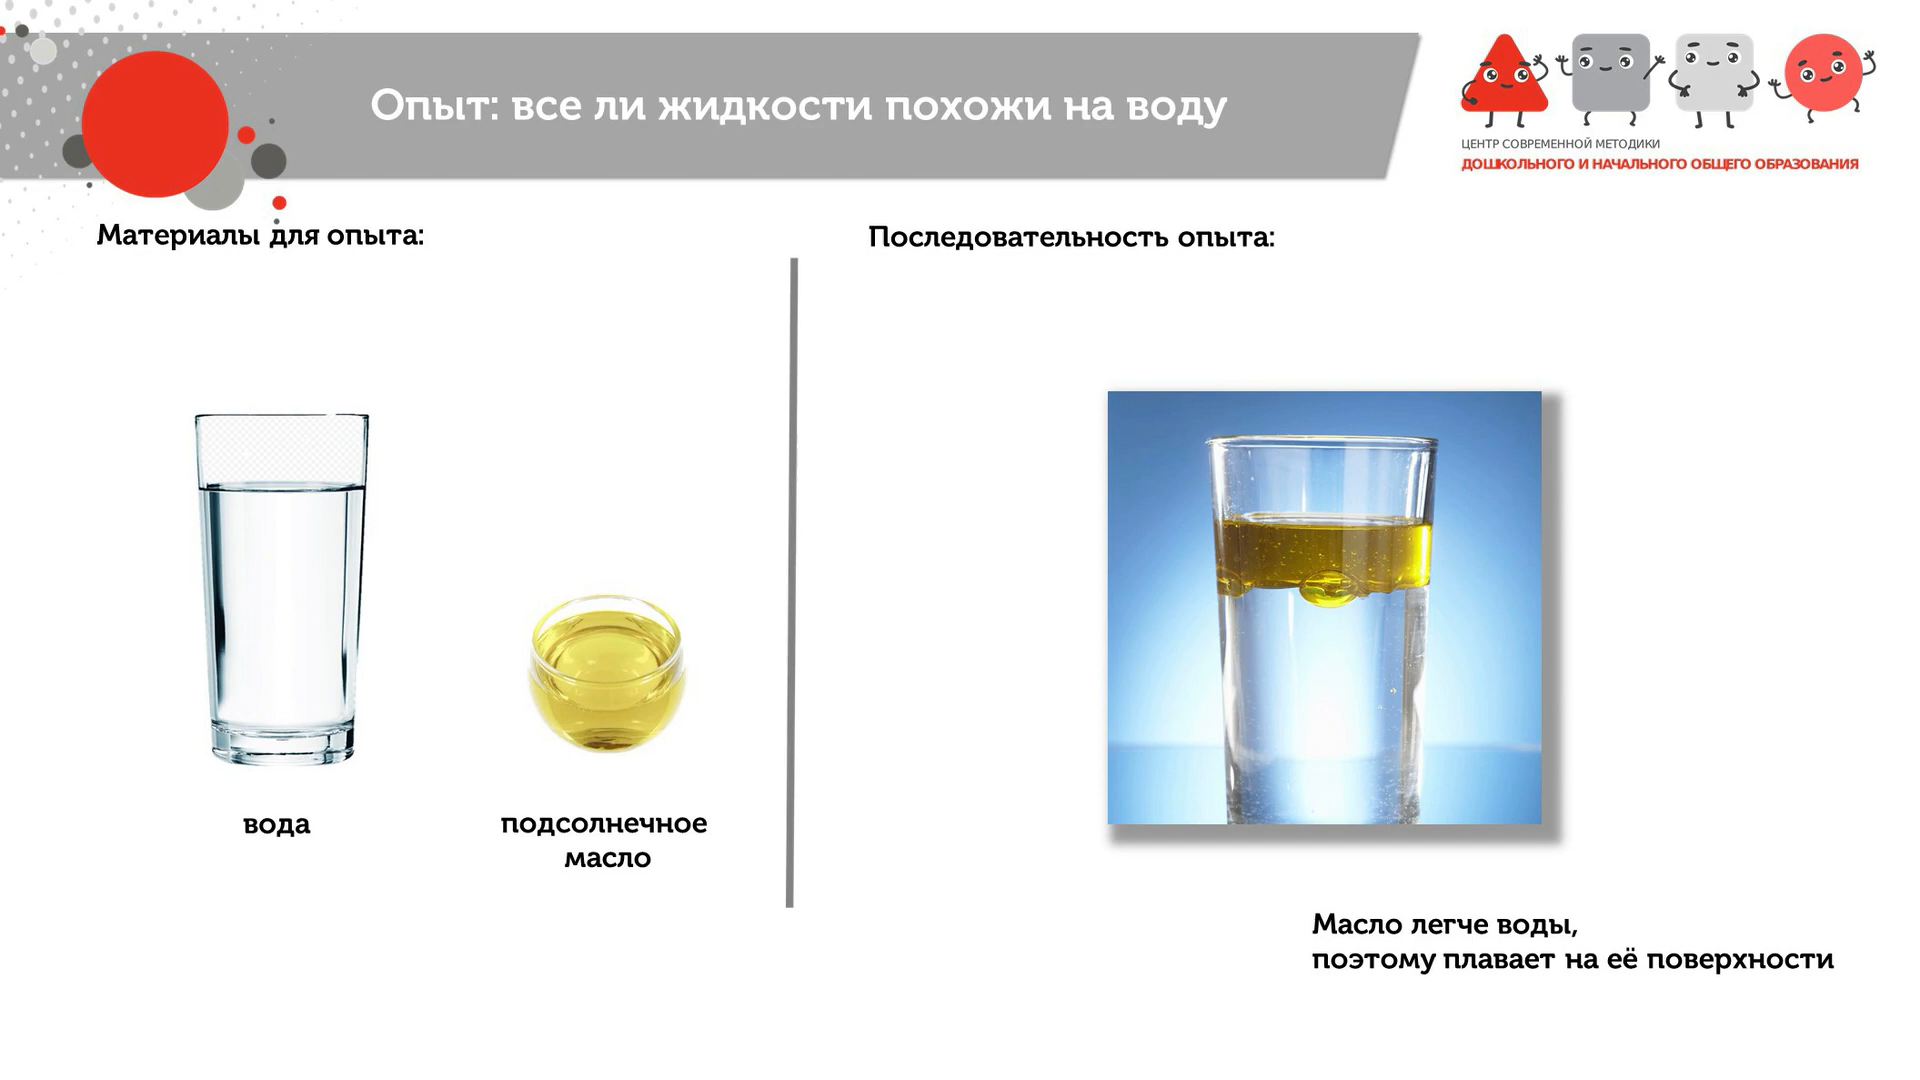 Опыт: все ли жидкости похожи на воду
ЦЕНТР СОВРЕМЕННОЙ МЕТОДИКИ
ДОШКОЛЬНОГО И НАЧАЛЬНОГО ОБЩЕГО ОБРАЗОВАНИЯ
Материалы для опыта:
вода
подсолнечное
масло
Последовательность опыта:
Масло легче воды,
поэтому плавает на её поверхности